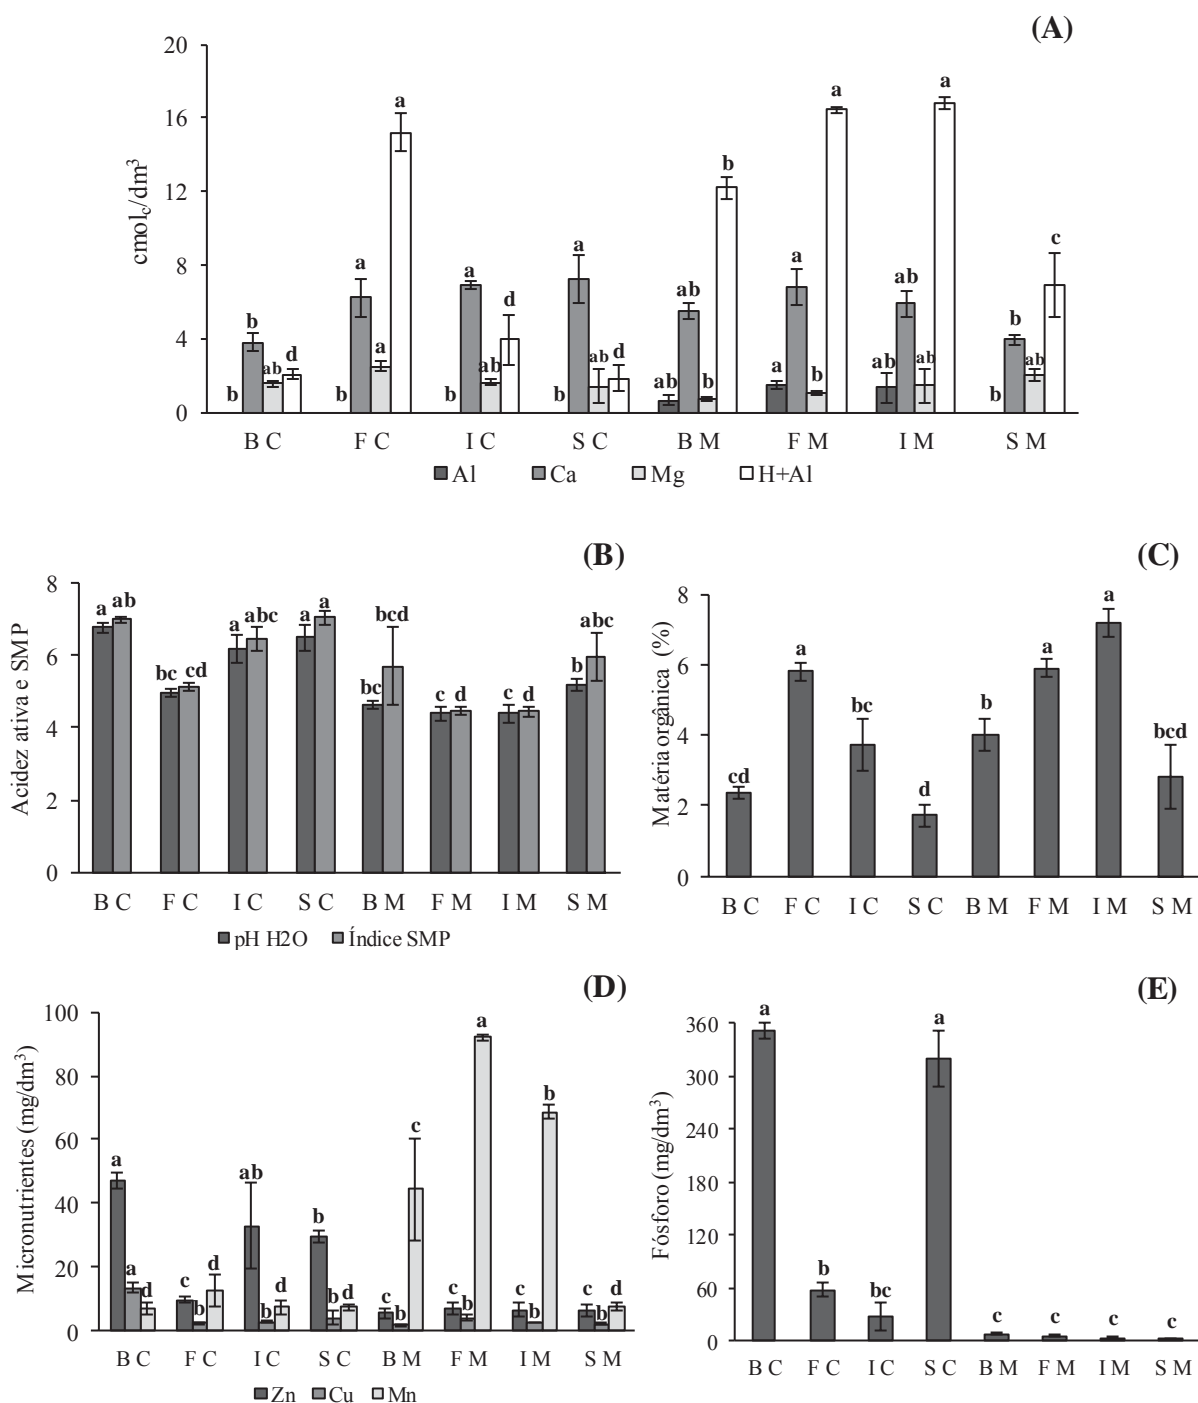 (A)
20
16
12
8
4
0
cmolc/dm3
b b ab d
b a a a
b a ab d
b a ab d
ab ab b b
a a b a
ab ab ab a
b b ab c
B C F C I C S C B M F M I M S M
Al Ca Mg H+Al
(B)
8
6
4
2
0
Acidez ativa e SMP
a ab bc cd a abc a a bc bcd c d c d b abc
B C F C I C S C B M F M I M S M
pH H2O Índice SMP
(C)
8
6
4
2
0
Matéria orgânica (%)
cd a bc d b a a bcd
B C F C I C S C B M F M I M S M
(D)
100
80
60
40
20
0
Micronutrientes (mg/dm3)
a a d
c b d
ab b d
b b d
c b c
c b a
c b b
c b d
B C F C I C S C B M F M I M S M
Zn Cu Mn
(E)
360
300
240
180
120
60
0
Fósforo (mg/dm3)
a b bc a c c c c
B C F C I C S C B M F M I M S M